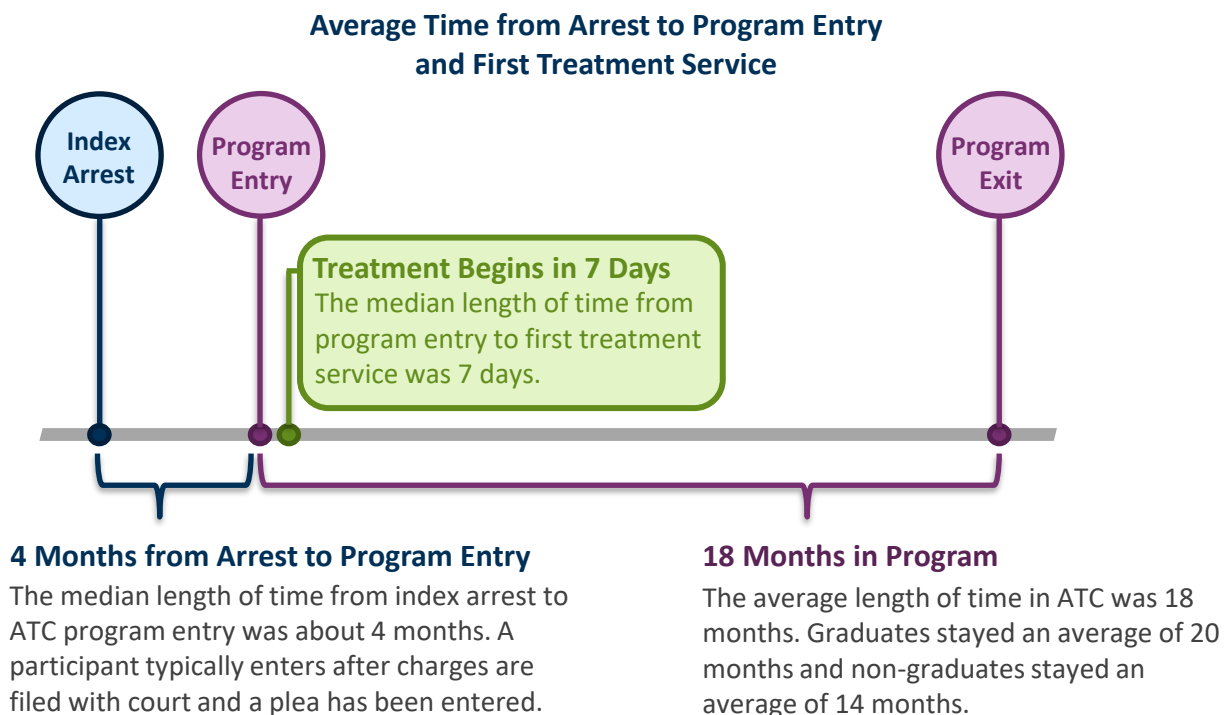 Average Time from Arrest to Program Entry
and First Treatment Service
Index
Arrest
Program
Entry
Program
Exit
Treatment Begins in 7 Days
The median length of time from
program entry to first treatment
service was 7 days.
4 Months from Arrest to Program Entry
The median length of time from index arrest to
ATC program entry was about 4 months. A
participant typically enters after charges are
filed with court and a plea has been entered.
18 Months in Program
The average length of time in ATC was 18
months. Graduates stayed an average of 20
months and non-graduates stayed an
average of 14 months.